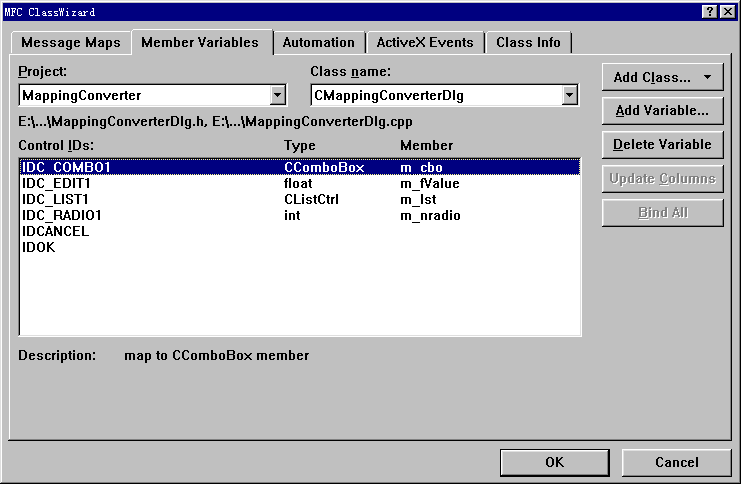 MFC ClassWizard
Message Maps Member Variables Automation ActiveX Events Class Info
Project: Class name:
Add Class...
MappingConverter CMappingConverterDlg
Add Variable...
E:\...\MappingConverterDlg.h, E:\...\MappingConverterDlg.cpp
Control IDs: Type Member
Delete Variable
IDC_COMBO1 CComboBox m_cbo
IDC_EDIT1 float m_fValue
Update Columns
IDC_LIST1 CListCtrl m_lst
IDC_RADIO1 int m_nradio
Bind All
IDCANCEL
IDOK
Description: map to CComboBox member
OK Cancel